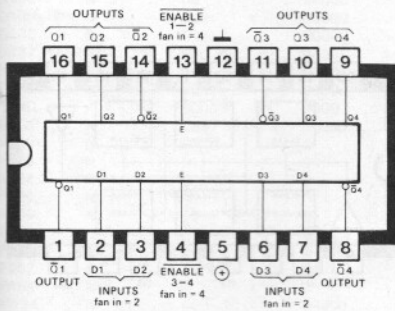 OUTPUTS ENABLE OUTPUTS
Q1 Q2 Q̅2 1–2 Q̅3 Q3 Q4
fan in = 4
16 15 14 13 12 11 10 9
Q1 Q2 Q̅2 E Q̅3 Q3 Q4
Q̅1 D1 D2 E D3 D4 Q̅4
1 2 3 4 5 6 7 8
Q̅1 D1 D2 ENABLE + D3 D4 Q̅4
OUTPUT INPUTS 3–4 INPUTS OUTPUT
fan in = 2 fan in = 4 fan in = 2